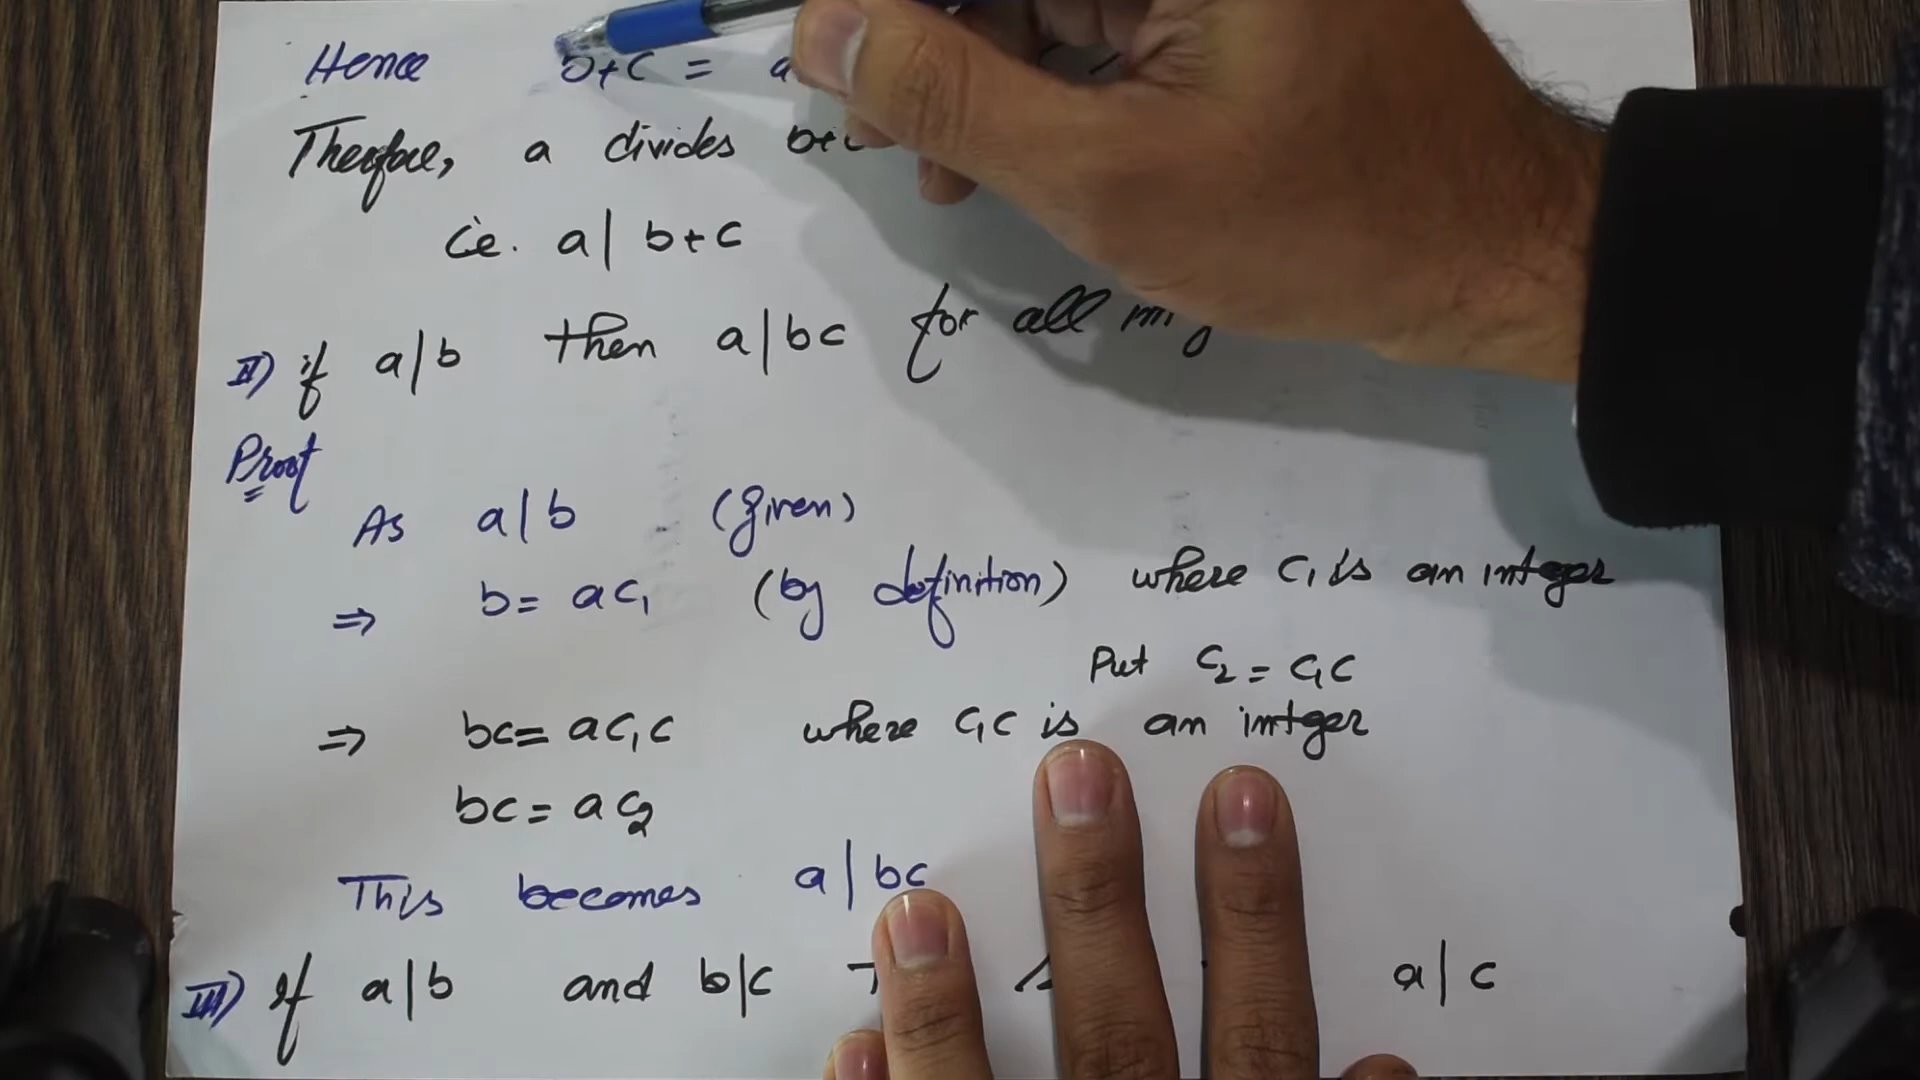 Hence b+c = a
Therefore, a divides b+c
i.e. a | b+c
II) if a|b then a|bc for all
Proof
As a|b (given)
⇒ b = ac₁ (by definition) where c₁ is an integer
Put c₂ = c₁c
⇒ bc = ac₁c where c₁c is an integer
bc = ac₂
This becomes a | bc
III) If a|b and b|c a | c